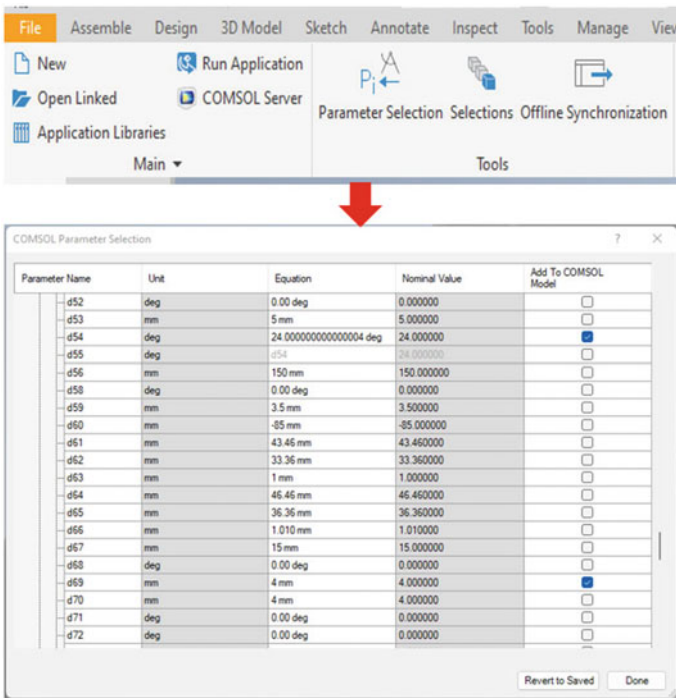 File Assemble Design 3D Model Sketch Annotate Inspect Tools Manage View
New Run Application
Open Linked COMSOL Server
Application Libraries
Parameter Selection Selections Offline Synchronization
Main Tools
COMSOL Parameter Selection ? ×
Parameter Name Unit Equation Nominal Value Add To COMSOL Model
d52 deg 0.00 deg 0.000000
d53 mm 5 mm 5.000000
d54 deg 24.000000000000004 deg 24.000000
d55 deg d54 24.000000
d56 mm 150 mm 150.000000
d58 deg 0.00 deg 0.000000
d59 mm 3.5 mm 3.500000
d60 mm -85 mm -85.000000
d61 mm 43.46 mm 43.460000
d62 mm 33.36 mm 33.360000
d63 mm 1 mm 1.000000
d64 mm 46.46 mm 46.460000
d65 mm 36.36 mm 36.360000
d66 mm 1.010 mm 1.010000
d67 mm 15 mm 15.000000
d68 deg 0.00 deg 0.000000
d69 mm 4 mm 4.000000
d70 mm 4 mm 4.000000
d71 deg 0.00 deg 0.000000
d72 deg 0.00 deg 0.000000
Revert to Saved Done